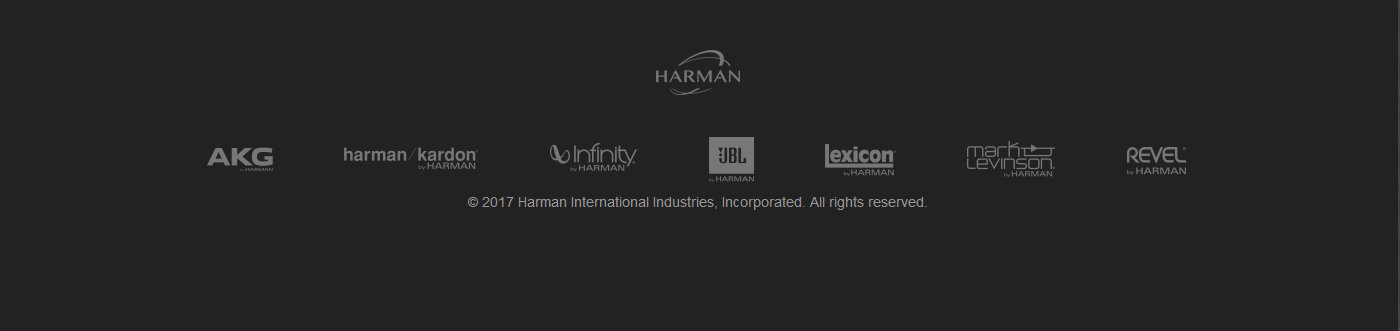 HARMAN
AKG by HARMAN
harman/kardon® by HARMAN
Infinity® by HARMAN
JBL by HARMAN
lexicon® by HARMAN
mark Levinson® by HARMAN
REVEL® by HARMAN
© 2017 Harman International Industries, Incorporated. All rights reserved.